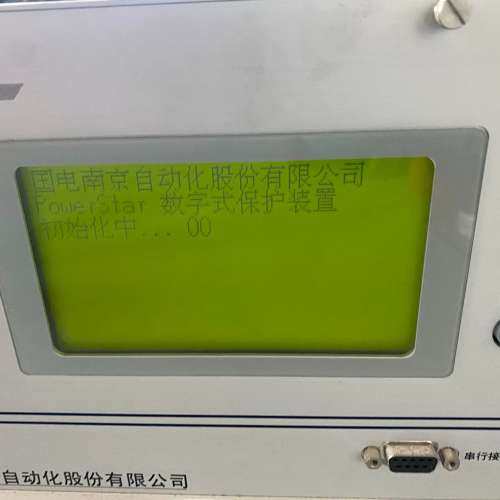 国电南京自动化股份有限公司
PowerStar 数字式保护装置
初始化中... 00
串行接
自动化股份有限公司